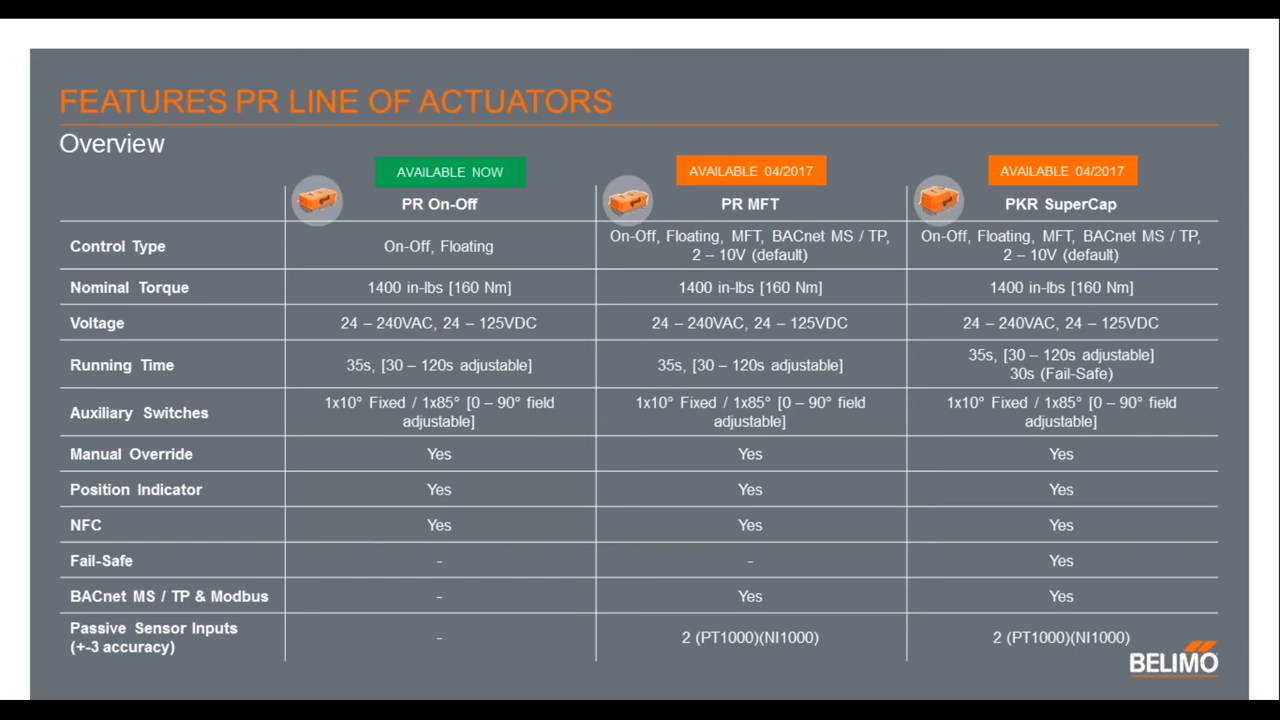 FEATURES PR LINE OF ACTUATORS
Overview
AVAILABLE NOW
AVAILABLE 04/2017
AVAILABLE 04/2017
PR On-Off
PR MFT
PKR SuperCap
Control Type
On-Off, Floating
On-Off, Floating, MFT, BACnet MS / TP,
2 – 10V (default)
On-Off, Floating, MFT, BACnet MS / TP,
2 – 10V (default)
Nominal Torque
1400 in-lbs [160 Nm]
1400 in-lbs [160 Nm]
1400 in-lbs [160 Nm]
Voltage
24 – 240VAC, 24 – 125VDC
24 – 240VAC, 24 – 125VDC
24 – 240VAC, 24 – 125VDC
Running Time
35s, [30 – 120s adjustable]
35s, [30 – 120s adjustable]
35s, [30 – 120s adjustable]
30s (Fail-Safe)
Auxiliary Switches
1x10° Fixed / 1x85° [0 – 90° field
adjustable]
1x10° Fixed / 1x85° [0 – 90° field
adjustable]
1x10° Fixed / 1x85° [0 – 90° field
adjustable]
Manual Override
Yes
Yes
Yes
Position Indicator
Yes
Yes
Yes
NFC
Yes
Yes
Yes
Fail-Safe
-
-
Yes
BACnet MS / TP & Modbus
-
Yes
Yes
Passive Sensor Inputs
(+-3 accuracy)
-
2 (PT1000)(NI1000)
2 (PT1000)(NI1000)
BELIMO